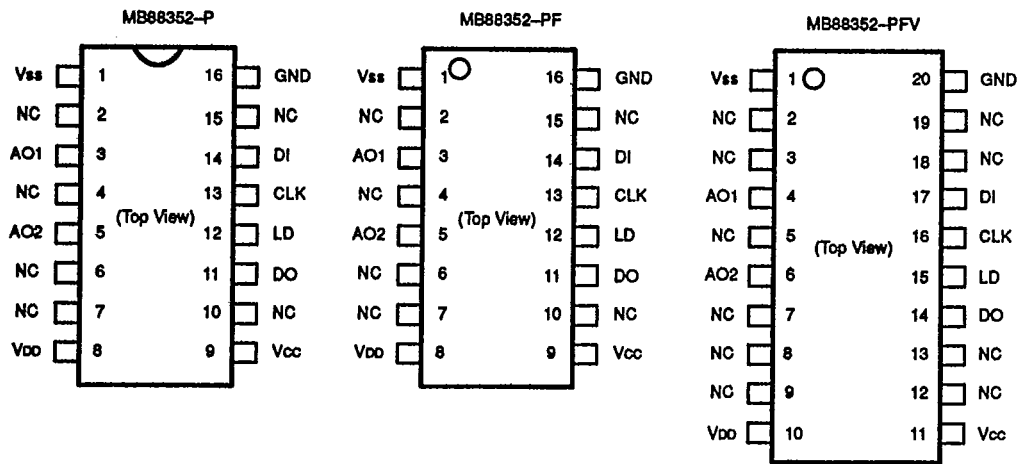 MB88352–P
Vss 1 16 GND
NC 2 15 NC
AO1 3 14 DI
NC 4 13 CLK
(Top View)
AO2 5 12 LD
NC 6 11 DO
NC 7 10 NC
VDD 8 9 Vcc
MB88352–PF
Vss 1 16 GND
NC 2 15 NC
AO1 3 14 DI
NC 4 13 CLK
(Top View)
AO2 5 12 LD
NC 6 11 DO
NC 7 10 NC
VDD 8 9 Vcc
MB88352–PFV
Vss 1 20 GND
NC 2 19 NC
NC 3 18 NC
AO1 4 17 DI
NC 5 16 CLK
(Top View)
AO2 6 15 LD
NC 7 14 DO
NC 8 13 NC
NC 9 12 NC
VDD 10 11 Vcc